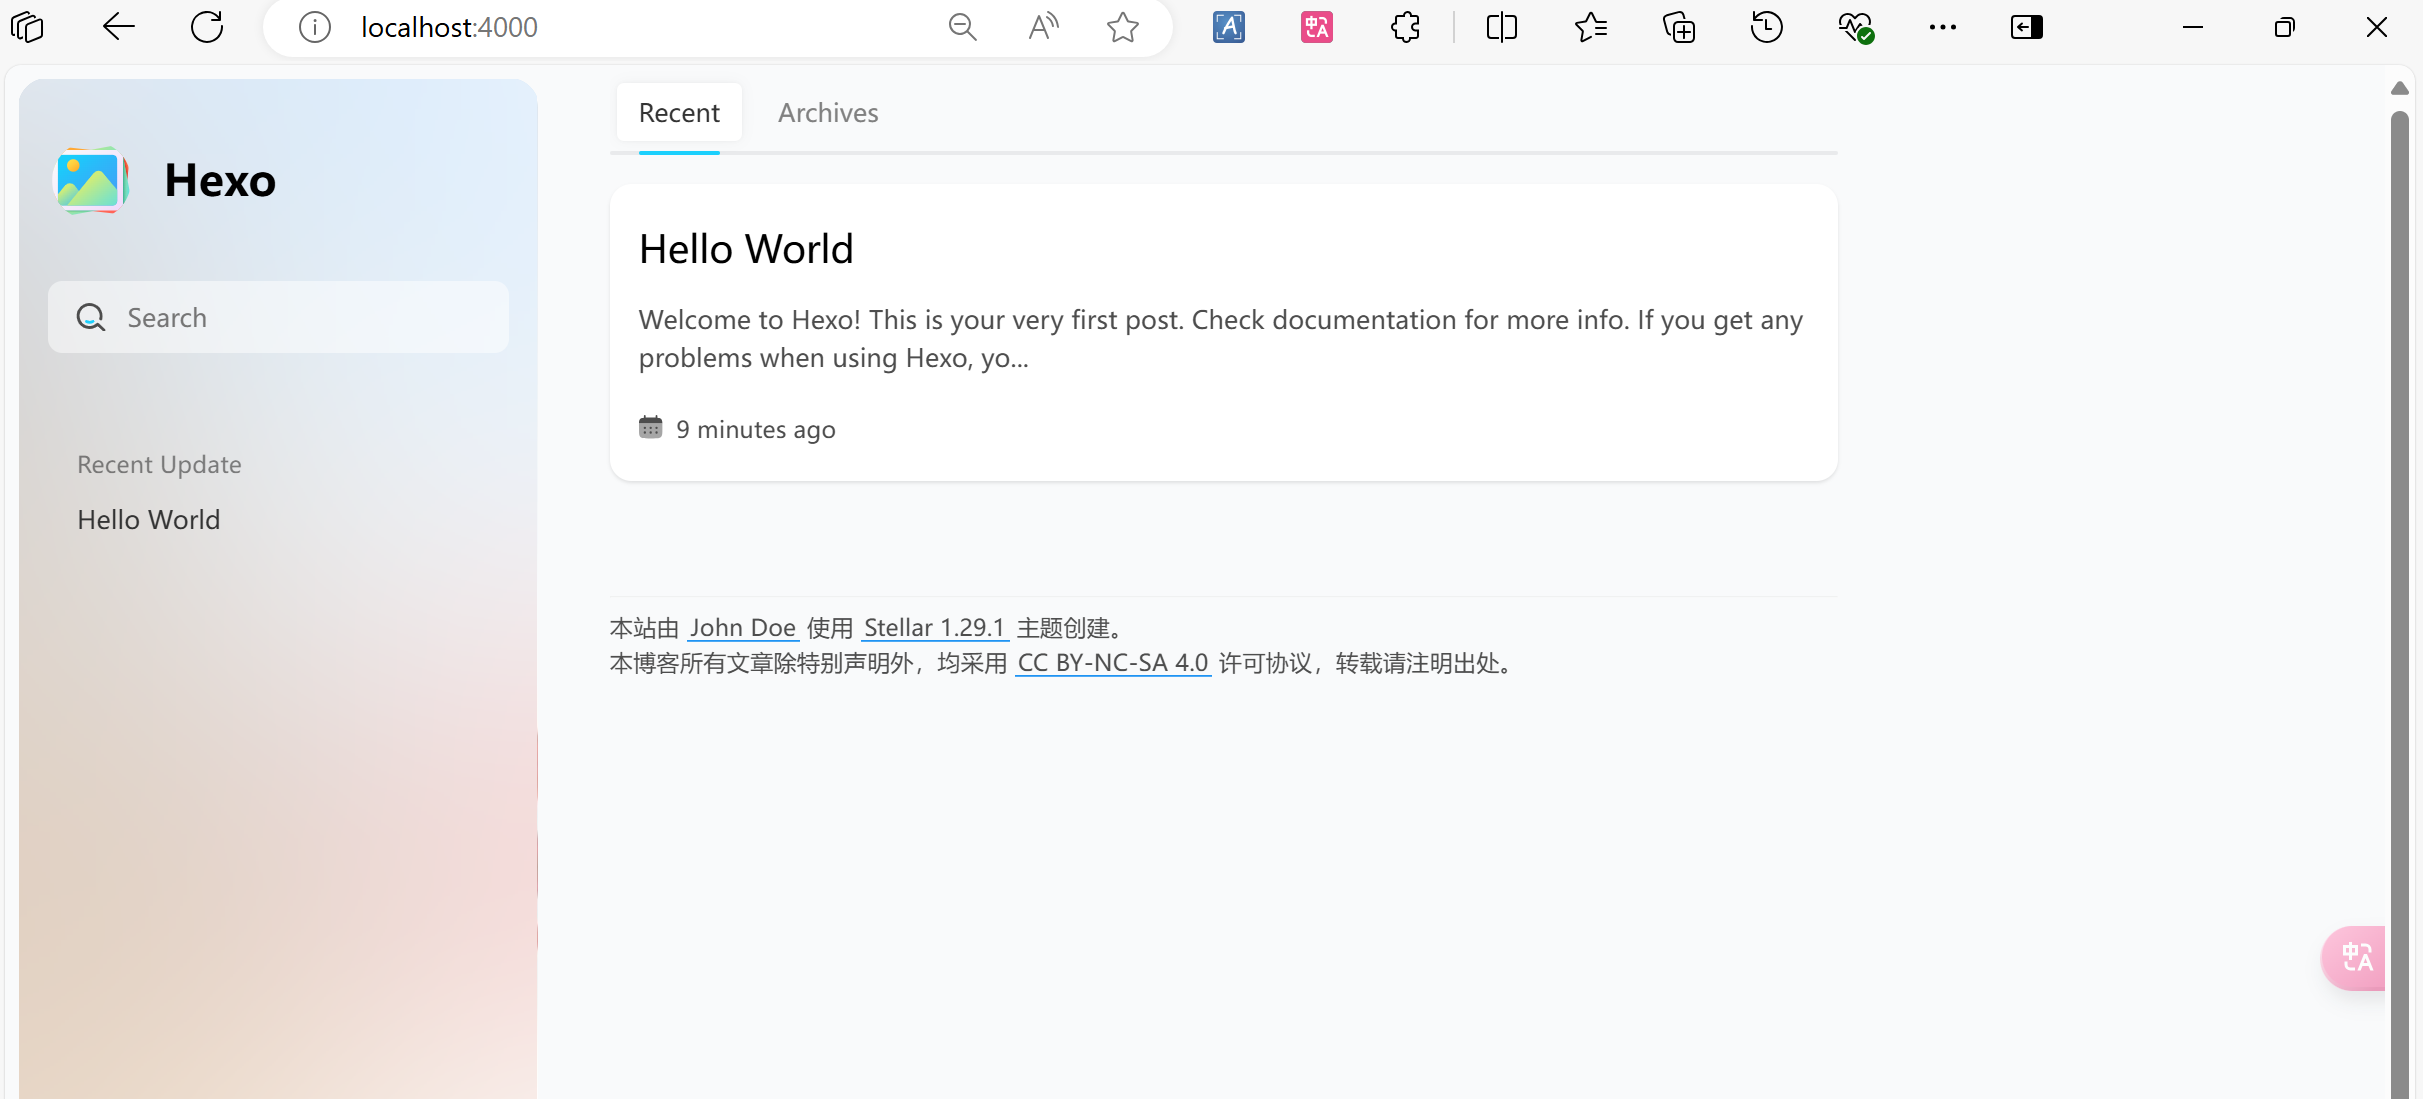 localhost:4000
Hexo
Search
Recent Update
Hello World
Recent
Archives
Hello World
Welcome to Hexo! This is your very first post. Check documentation for more info. If you get any
problems when using Hexo, yo...
9 minutes ago
本站由 John Doe 使用 Stellar 1.29.1 主题创建。
本博客所有文章除特别声明外，均采用 CC BY-NC-SA 4.0 许可协议，转载请注明出处。
中A